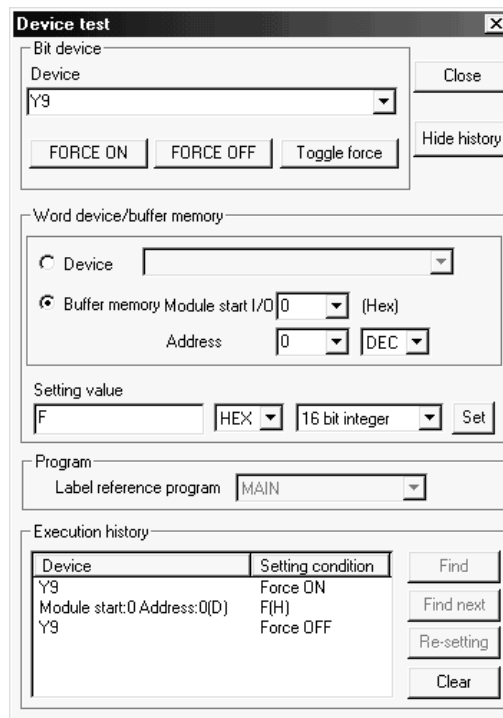 Device test
Bit device
Device
Y9
Close
FORCE ON FORCE OFF Toggle force
Hide history
Word device/buffer memory
Device
Buffer memory Module start I/O 0 (Hex)
Address 0 DEC
Setting value
F HEX 16 bit integer Set
Program
Label reference program MAIN
Execution history
Device Setting condition
Y9 Force ON
Module start:0 Address:0(D) F(H)
Y9 Force OFF
Find
Find next
Re-setting
Clear